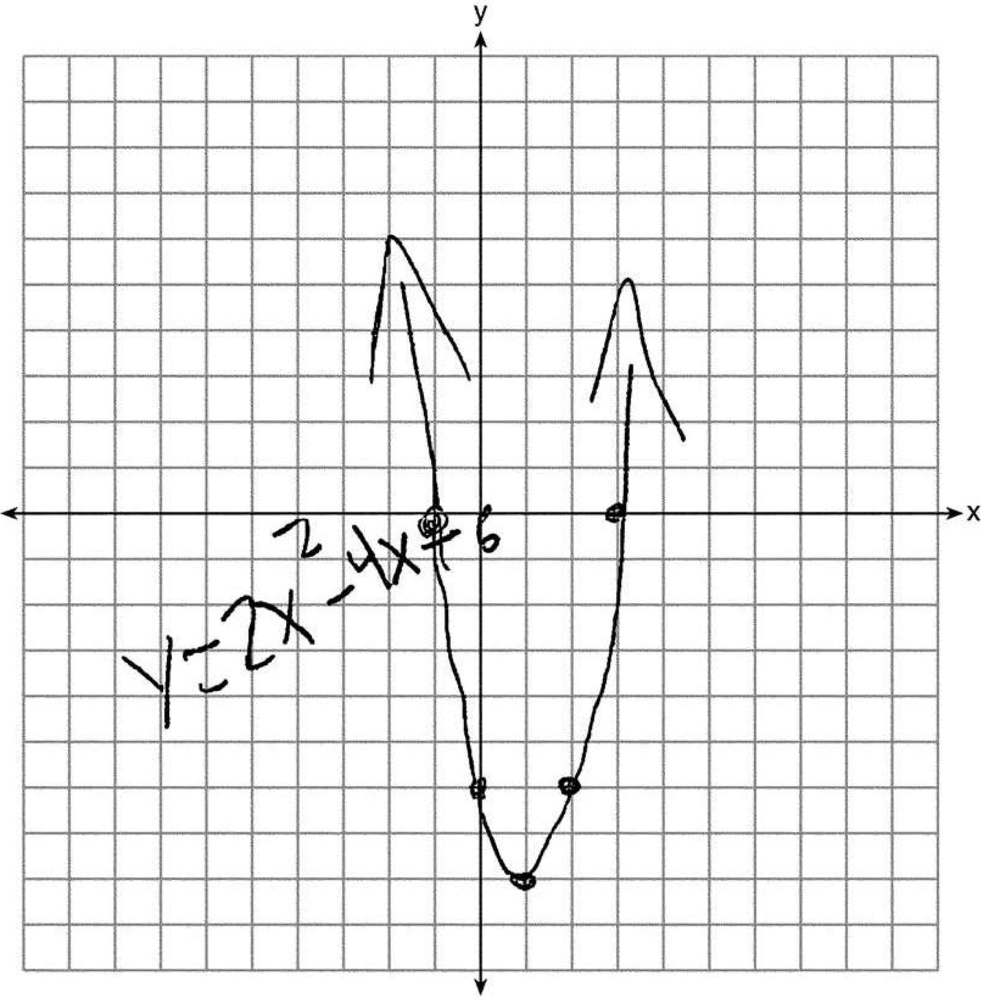 y
x
y = 2x² - 4x - 6